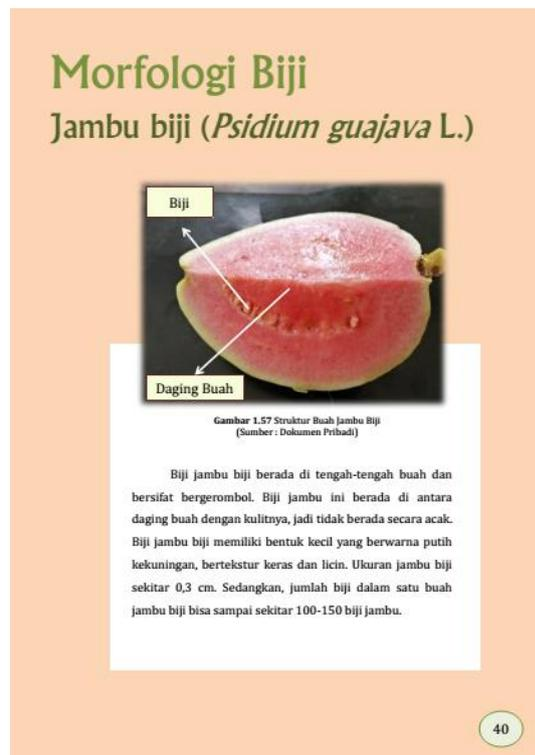 Morfologi Biji
Jambu biji (Psidium guajava L.)
Biji
Daging Buah
Gambar 1.57 Struktur Buah Jambu Biji
(Sumber : Dokumen Pribadi)
Biji jambu biji berada di tengah-tengah buah dan
bersifat bergerombol. Biji jambu ini berada di antara
daging buah dengan kulitnya, jadi tidak berada secara acak.
Biji jambu biji memiliki bentuk kecil yang berwarna putih
kekuningan, bertekstur keras dan licin. Ukuran jambu biji
sekitar 0,3 cm. Sedangkan, jumlah biji dalam satu buah
jambu biji bisa sampai sekitar 100-150 biji jambu.
40